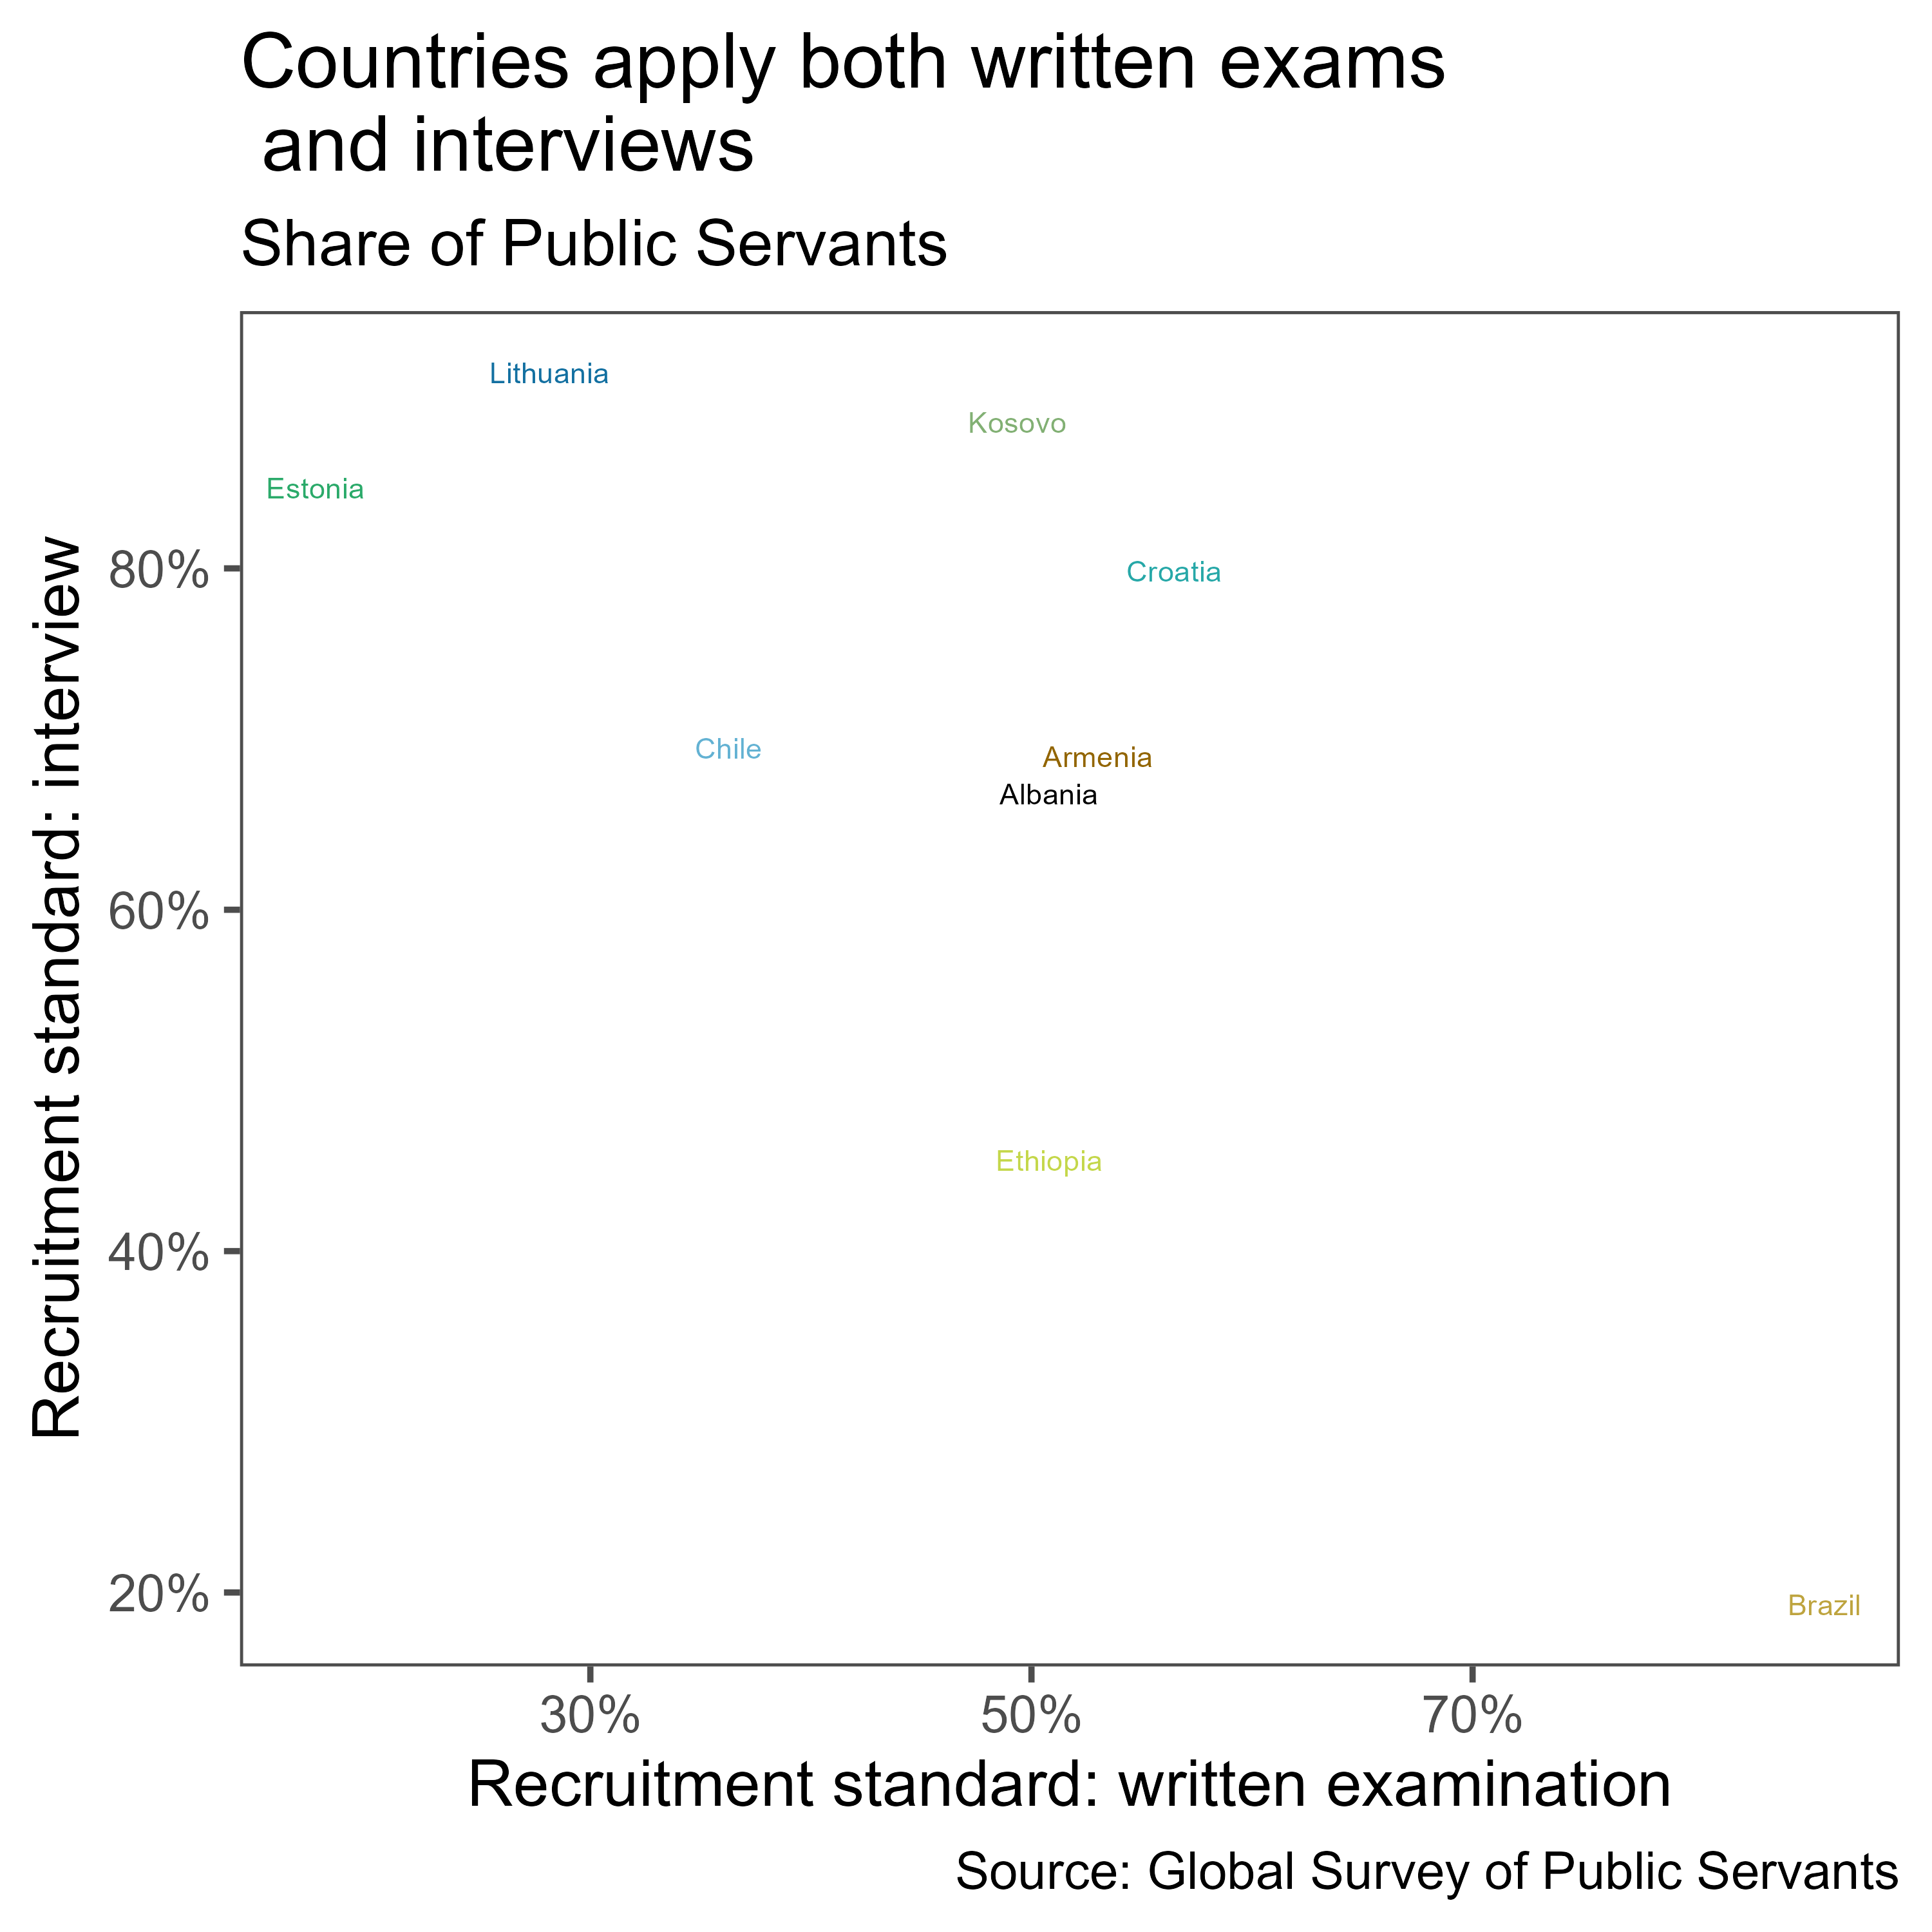 Countries apply both written exams
and interviews
Share of Public Servants
Lithuania
Kosovo
Estonia
80%
Croatia
Chile
Armenia
Albania
60%
Ethiopia
40%
20%
Brazil
Recruitment standard: interview
30% 50% 70%
Recruitment standard: written examination
Source: Global Survey of Public Servants